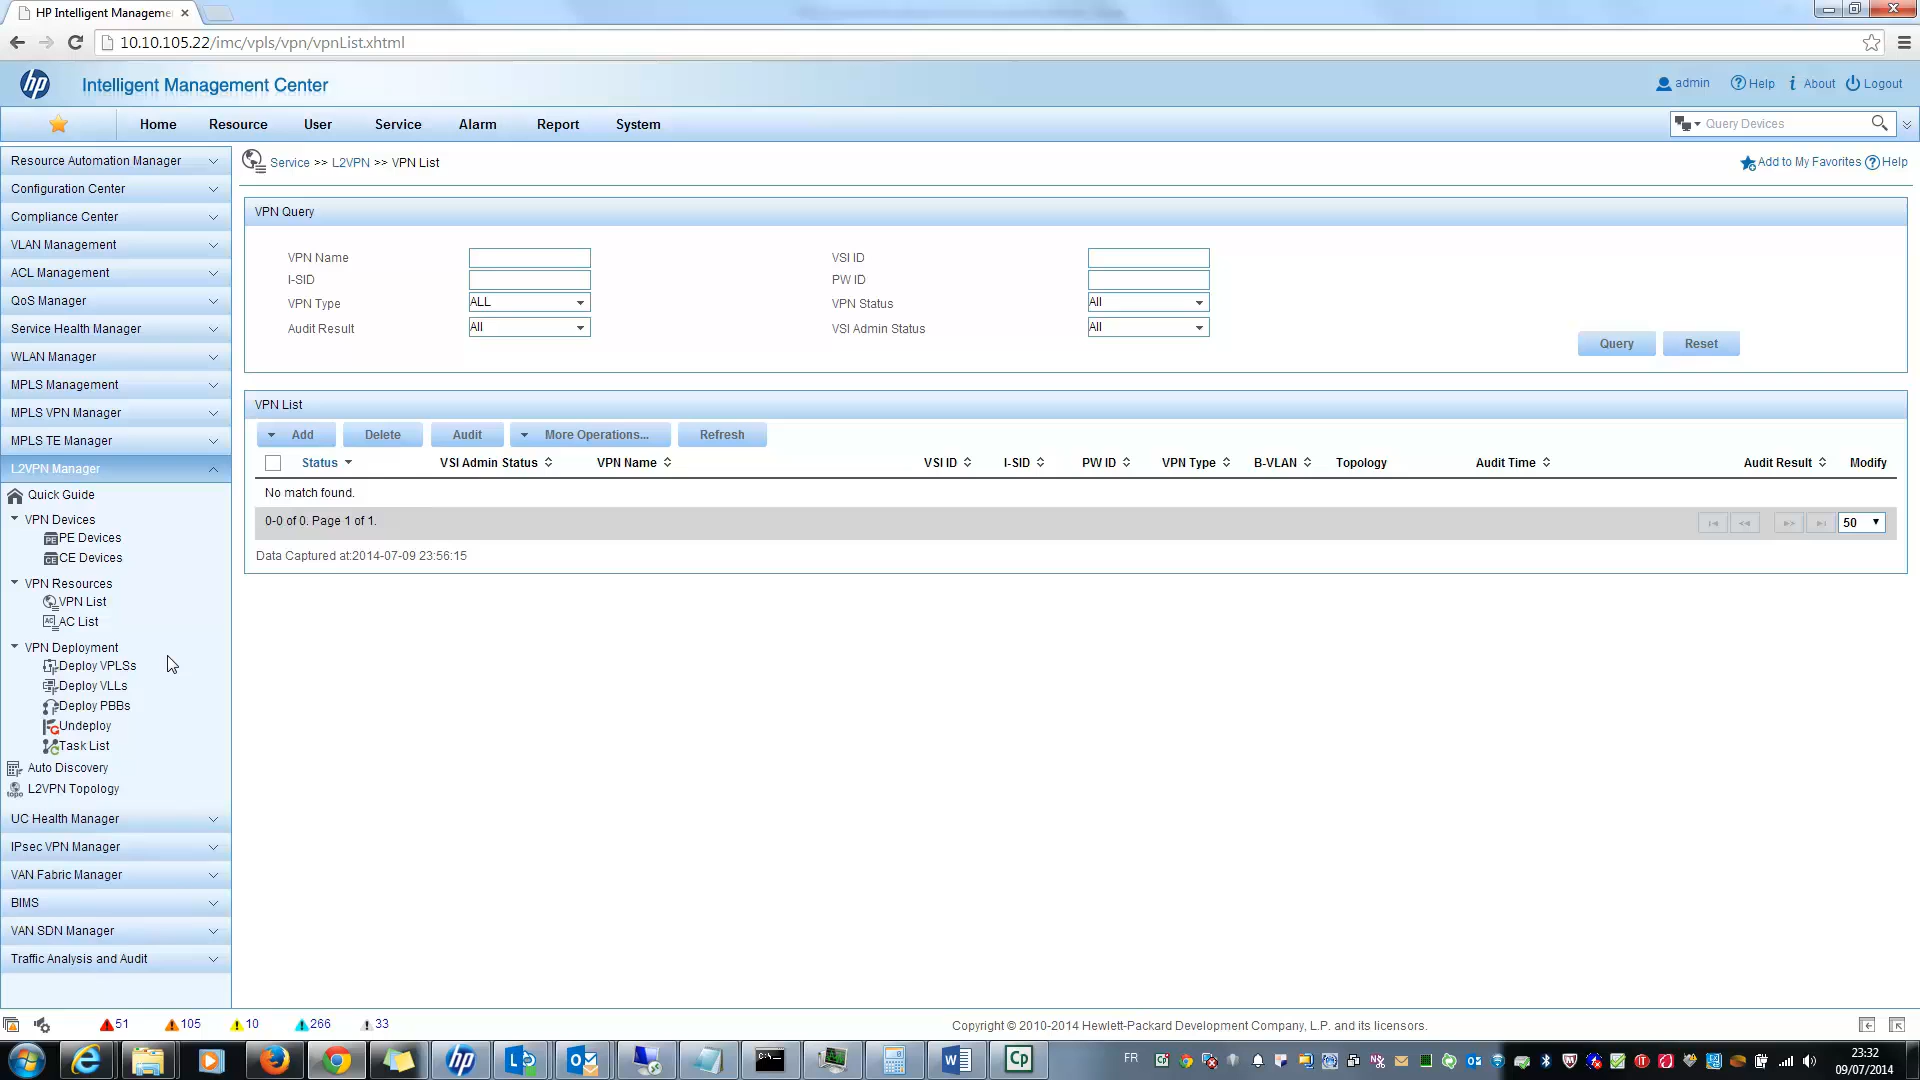 HP Intelligent Manageme
10.10.105.22/imc/vpls/vpn/vpnList.xhtml
hp Intelligent Management Center
admin Help About Logout
Home Resource User Service Alarm Report System
Query Devices
Resource Automation Manager
Configuration Center
Compliance Center
VLAN Management
ACL Management
QoS Manager
Service Health Manager
WLAN Manager
MPLS Management
MPLS VPN Manager
MPLS TE Manager
L2VPN Manager
Quick Guide
VPN Devices
PE Devices
CE Devices
VPN Resources
VPN List
AC List
VPN Deployment
Deploy VPLSs
Deploy VLLs
Deploy PBBs
Undeploy
Task List
Auto Discovery
L2VPN Topology
UC Health Manager
IPsec VPN Manager
VAN Fabric Manager
BIMS
VAN SDN Manager
Traffic Analysis and Audit
Service >> L2VPN >> VPN List
Add to My Favorites Help
VPN Query
VPN Name VSI ID
I-SID PW ID
VPN Type ALL VPN Status All
Audit Result All VSI Admin Status All
Query Reset
VPN List
Add Delete Audit More Operations... Refresh
Status VSI Admin Status VPN Name VSI ID I-SID PW ID VPN Type B-VLAN Topology Audit Time Audit Result Modify
No match found.
0-0 of 0. Page 1 of 1.
50
Data Captured at:2014-07-09 23:56:15
51 105 10 266 33
Copyright © 2010-2014 Hewlett-Packard Development Company, L.P. and its licensors.
FR
23:32
09/07/2014